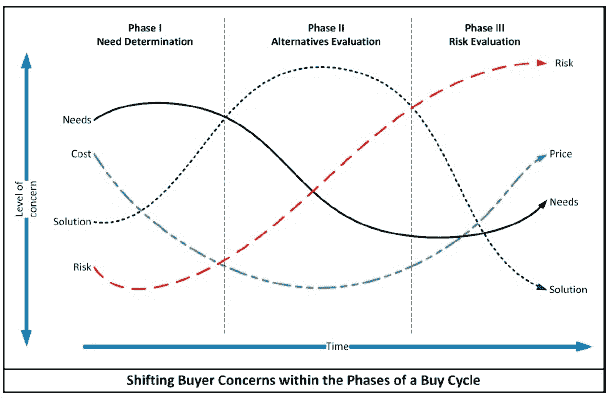 Phase I
Need Determination
Phase II
Alternatives Evaluation
Phase III
Risk Evaluation
Risk
Needs
Cost
Price
Level of
concern
Needs
Solution
Risk
Solution
Time
Shifting Buyer Concerns within the Phases of a Buy Cycle